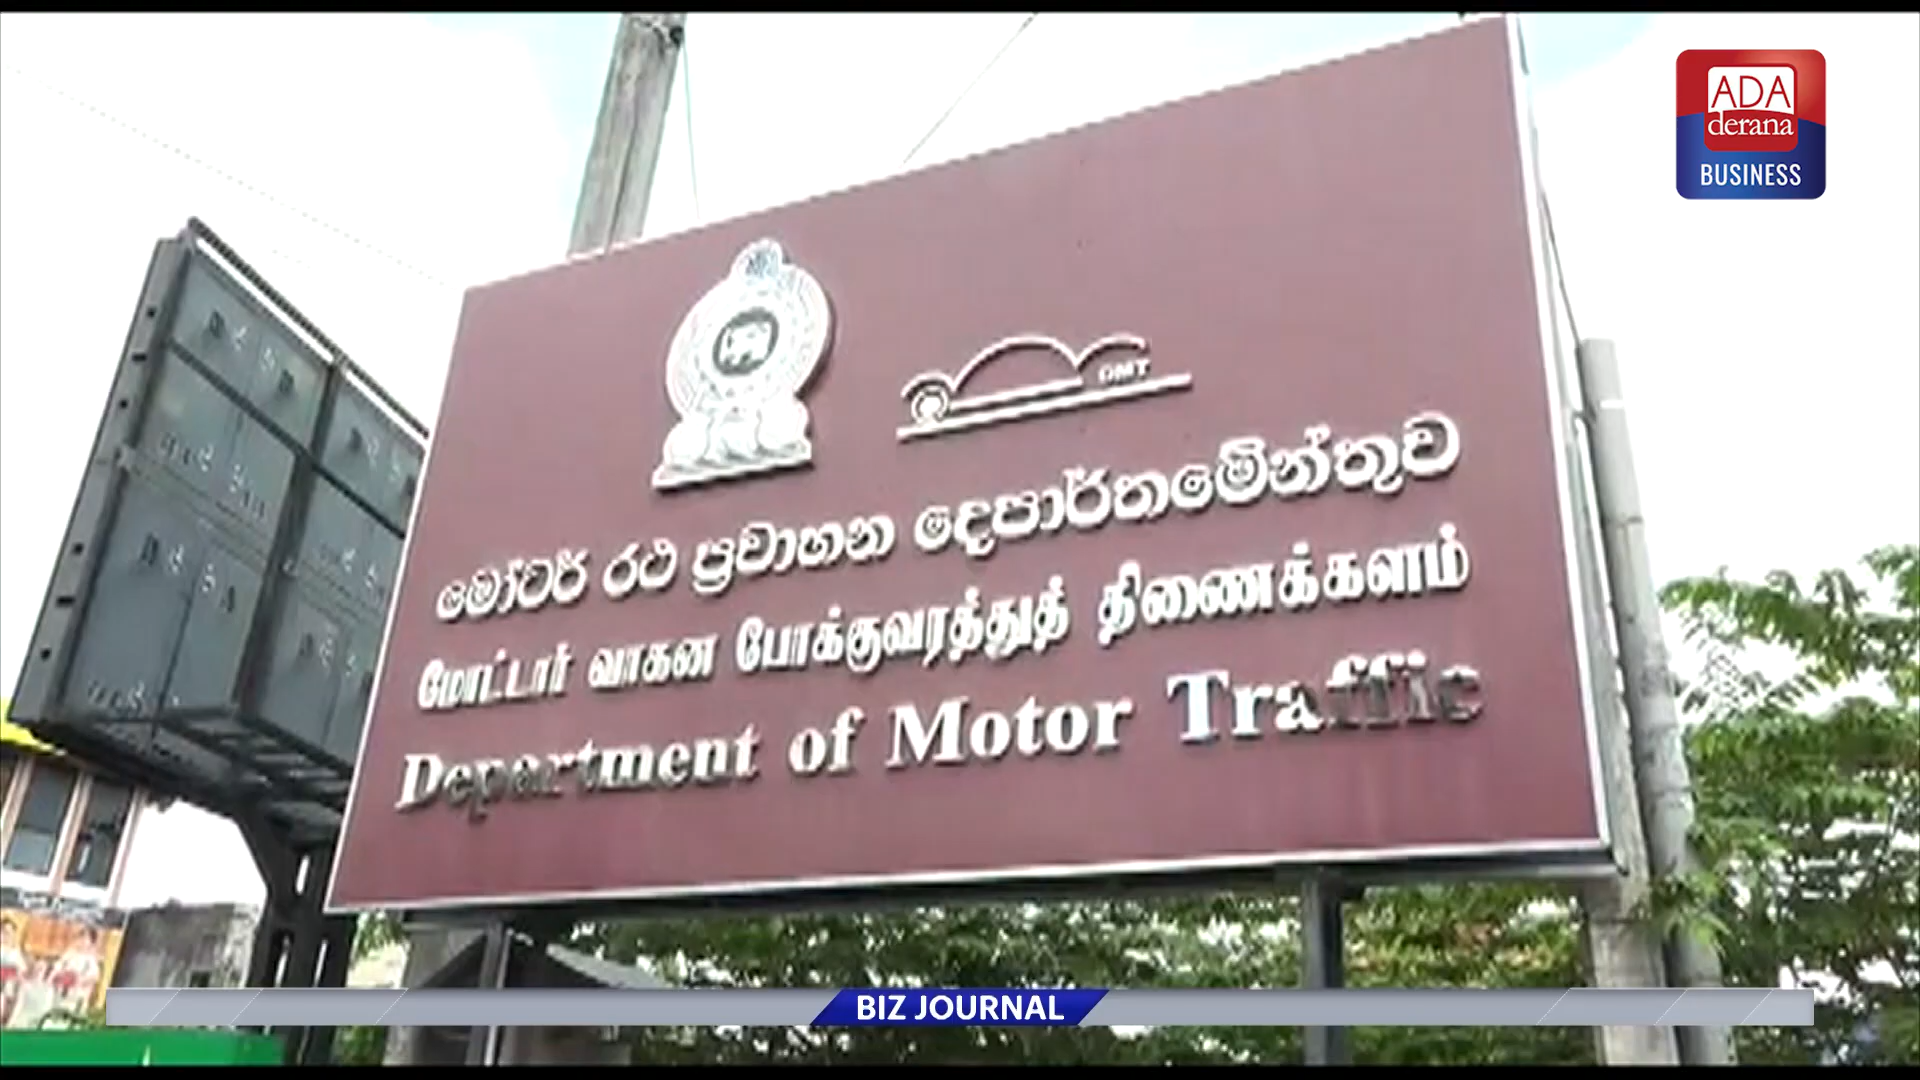 ADA
derana
BUSINESS
DMT
මෝටර් රථ ප්‍රවාහන දෙපාර්තමේන්තුව
மோட்டார் வாகன போக்குவரத்துத் திணைக்களம்
Department of Motor Traffic
BIZ JOURNAL